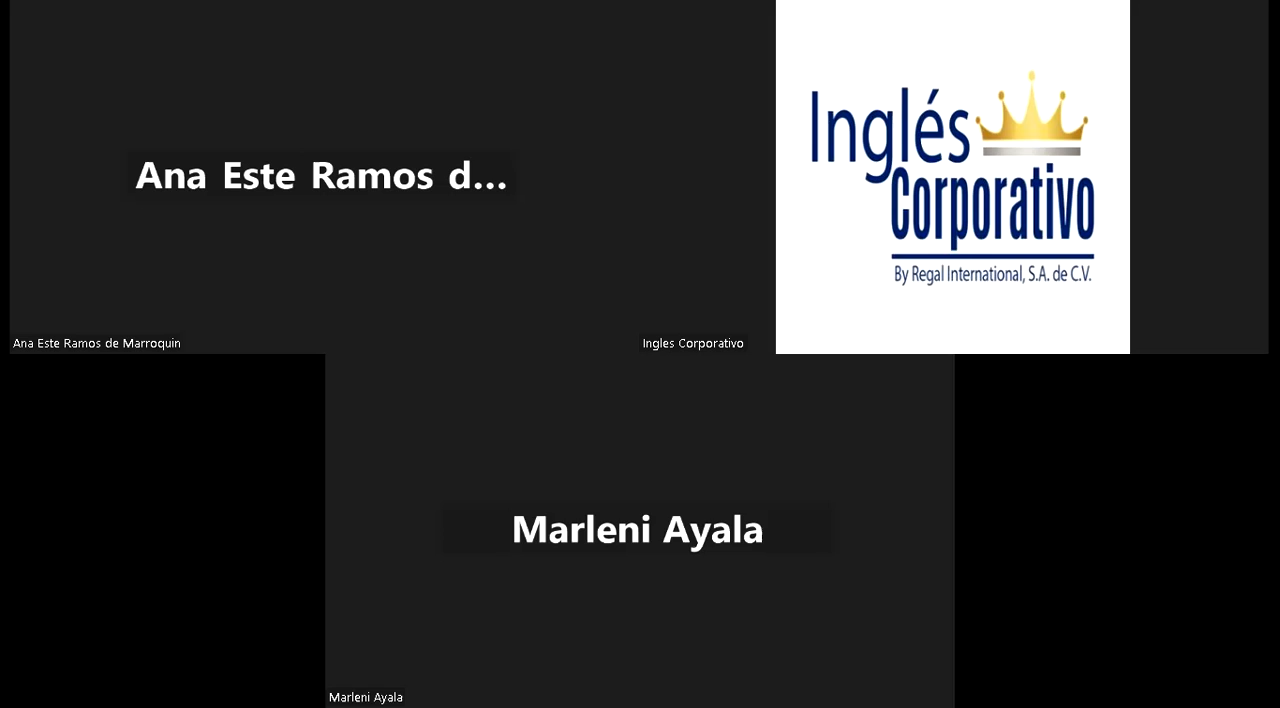 Ana Este Ramos d...
Inglés
Corporativo
By Regal International, S.A. de C.V.
Ana Este Ramos de Marroquin
Ingles Corporativo
Marleni Ayala
Marleni Ayala